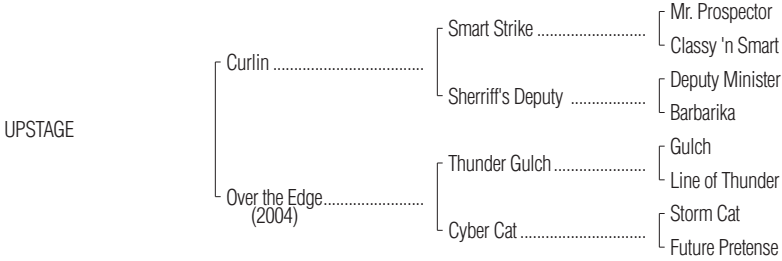 Mr. Prospector
Smart Strike ..........................
Classy 'n Smart
Curlin ...................................
Deputy Minister
Sherriff's Deputy ..................
Barbarika
UPSTAGE
Gulch
Thunder Gulch......................
Line of Thunder
Over the Edge.......................
(2004)
Storm Cat
Cyber Cat ..............................
Future Pretense